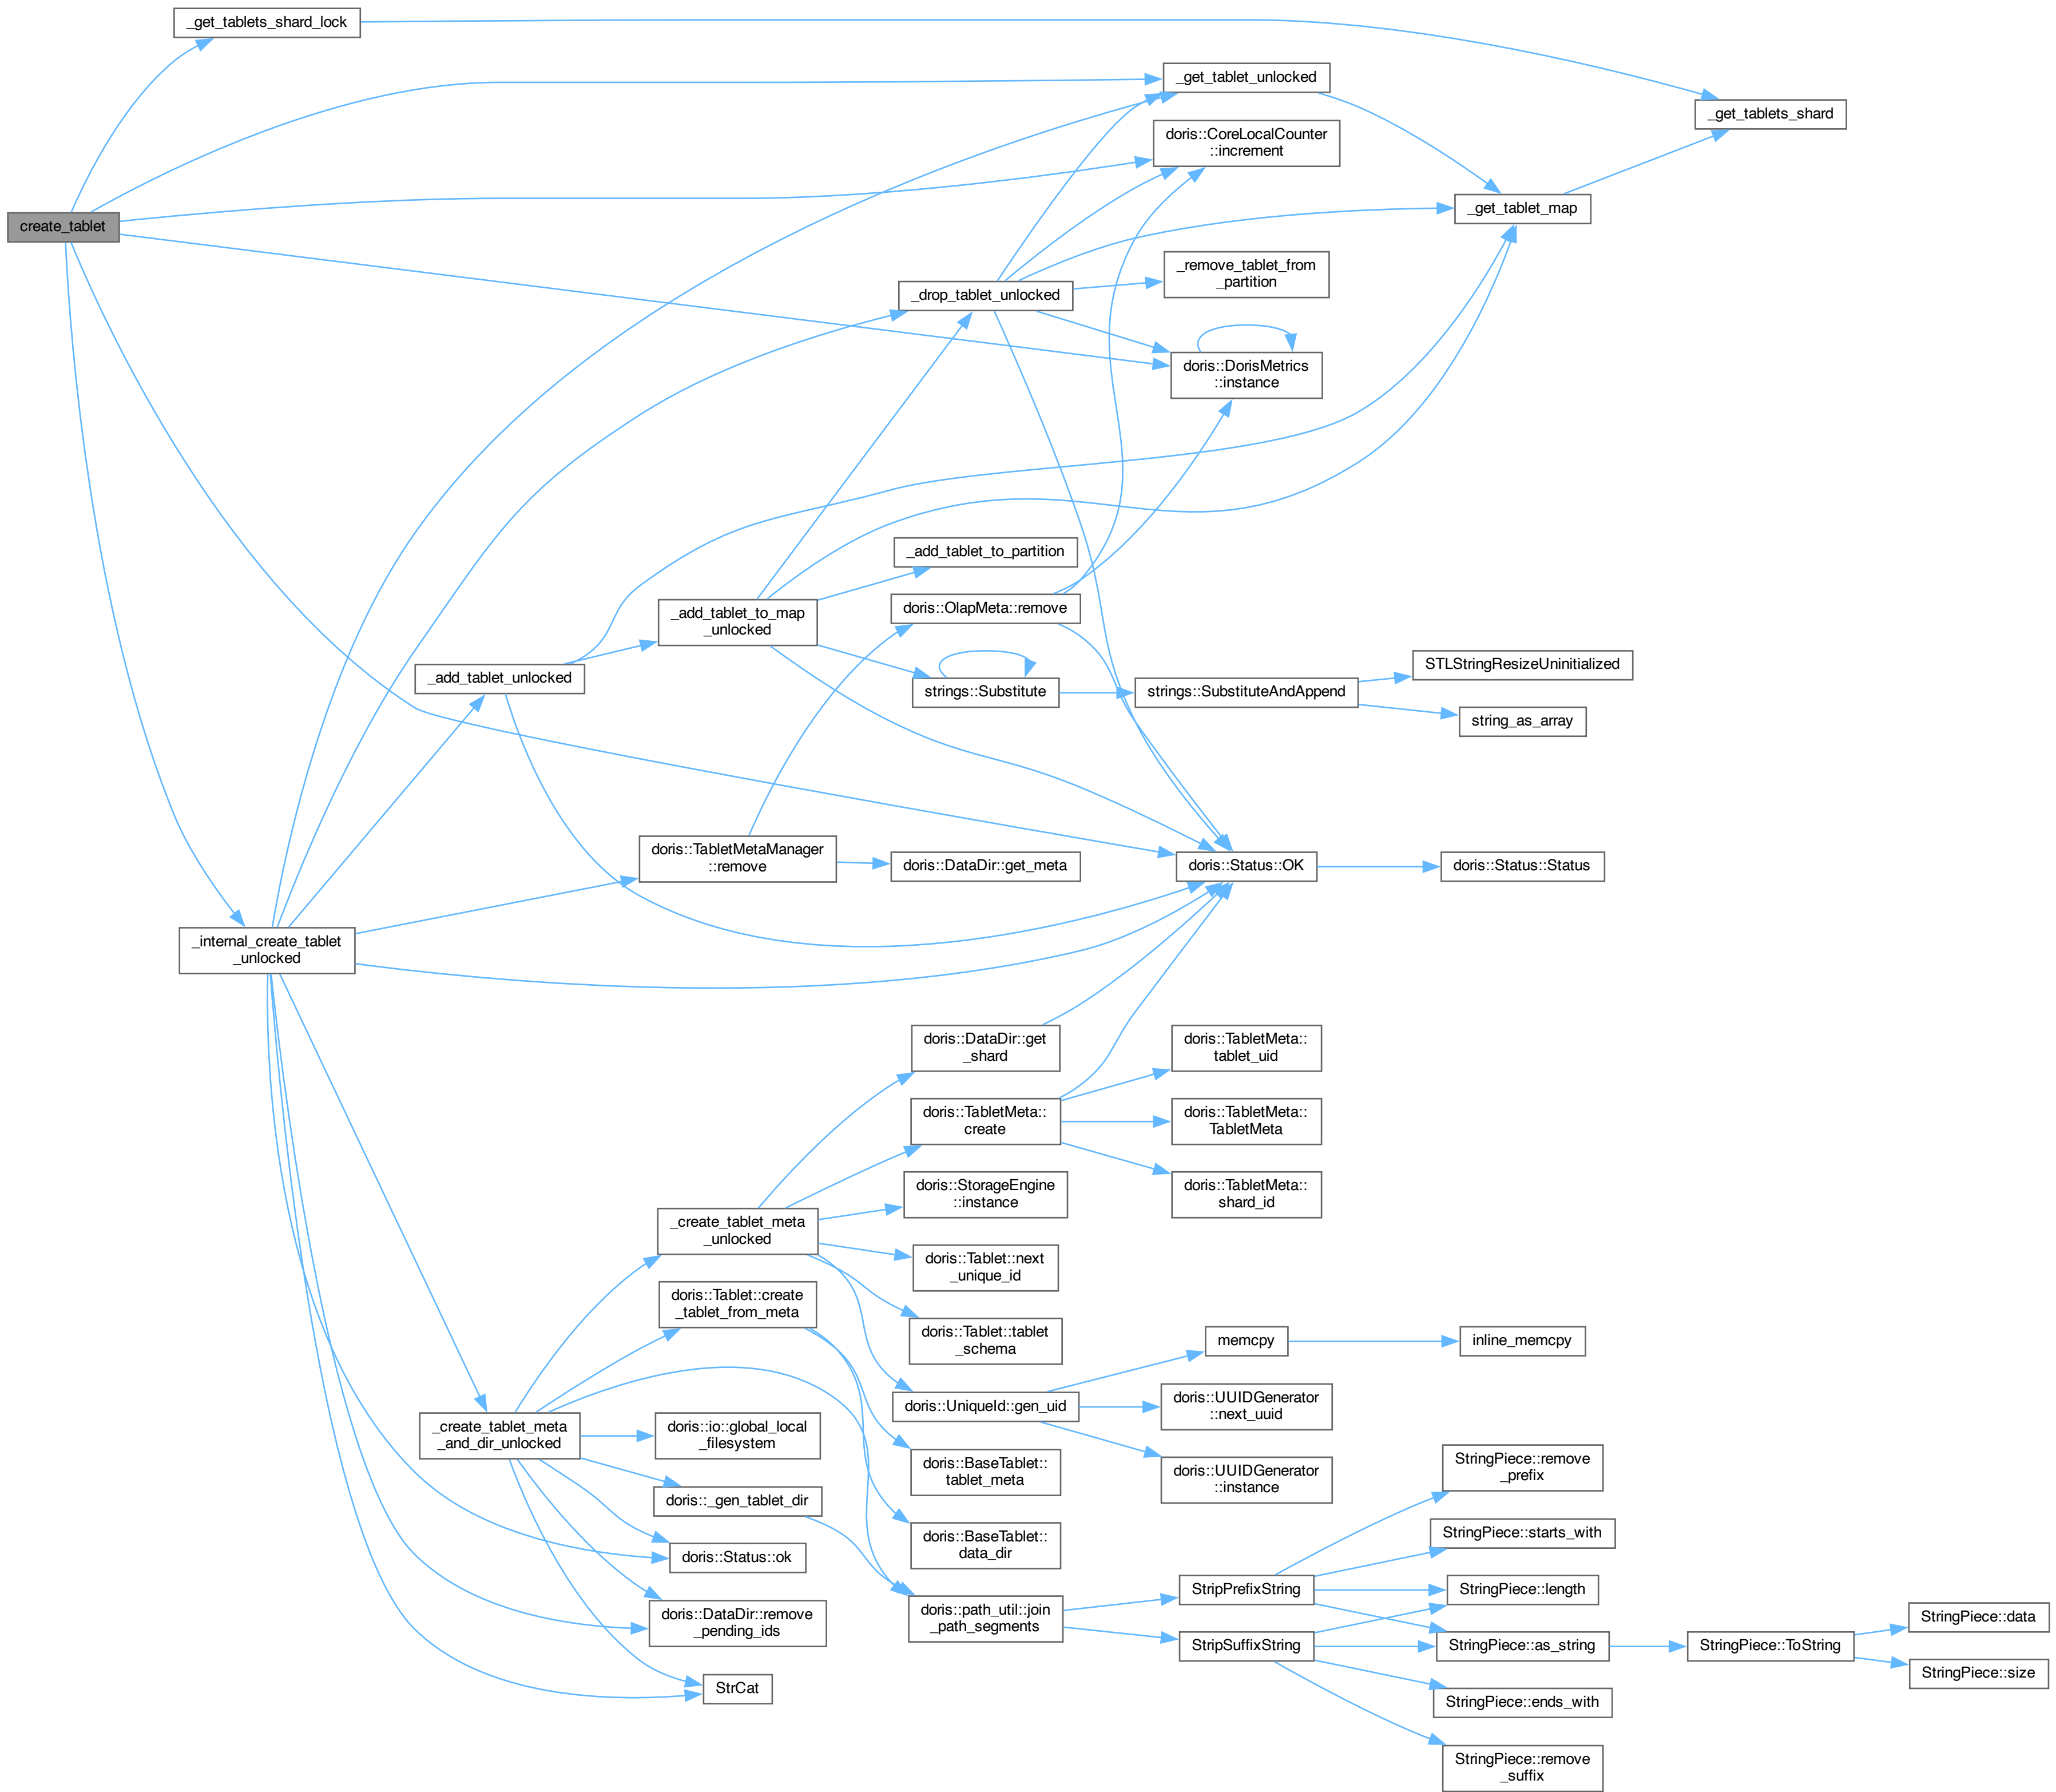 _get_tablets_shard_lock
_get_tablet_unlocked
_get_tablets_shard
doris::CoreLocalCounter
::increment
_get_tablet_map
create_tablet
_remove_tablet_from
_partition
_drop_tablet_unlocked
doris::DorisMetrics
::instance
_add_tablet_to_partition
_add_tablet_to_map
_unlocked
doris::OlapMeta::remove
_add_tablet_unlocked
strings::Substitute
strings::SubstituteAndAppend
STLStringResizeUninitialized
string_as_array
doris::TabletMetaManager
::remove
doris::DataDir::get_meta
doris::Status::OK
doris::Status::Status
_internal_create_tablet
_unlocked
doris::DataDir::get
_shard
doris::TabletMeta::
tablet_uid
doris::TabletMeta::
create
doris::TabletMeta::
TabletMeta
doris::TabletMeta::
shard_id
doris::StorageEngine
::instance
_create_tablet_meta
_unlocked
doris::Tablet::next
_unique_id
doris::Tablet::create
_tablet_from_meta
doris::Tablet::tablet
_schema
memcpy
inline_memcpy
doris::UniqueId::gen_uid
doris::UUIDGenerator
::next_uuid
_create_tablet_meta
_and_dir_unlocked
doris::io::global_local
_filesystem
doris::BaseTablet::
tablet_meta
doris::UUIDGenerator
::instance
StringPiece::remove
_prefix
doris::_gen_tablet_dir
doris::BaseTablet::
data_dir
StringPiece::starts_with
doris::Status::ok
StripPrefixString
StringPiece::length
doris::DataDir::remove
_pending_ids
doris::path_util::join
_path_segments
StripSuffixString
StringPiece::as_string
StringPiece::ToString
StringPiece::data
StringPiece::size
StrCat
StringPiece::ends_with
StringPiece::remove
_suffix